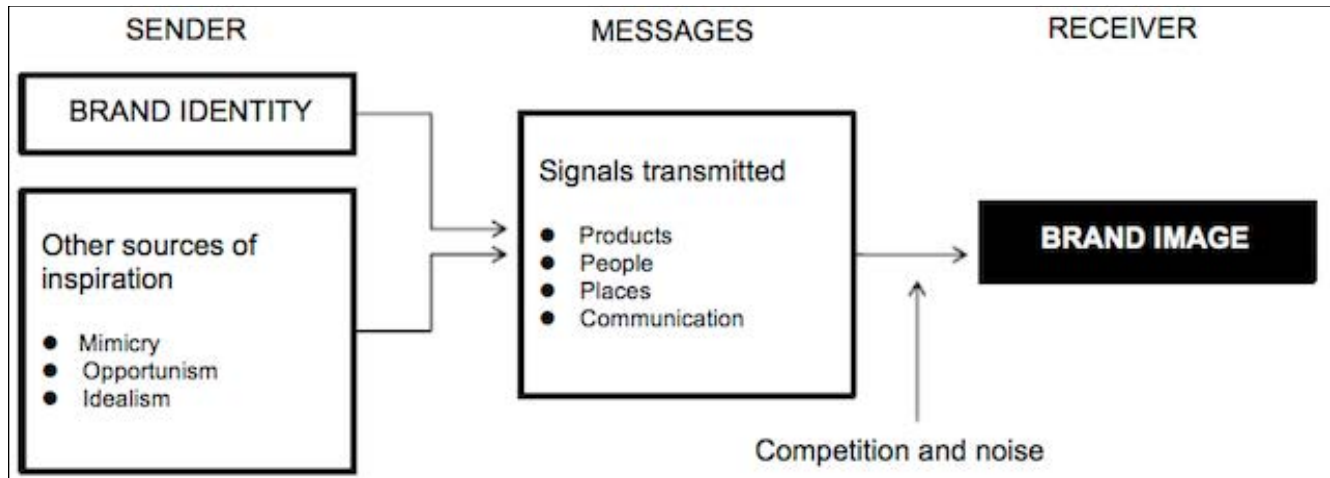 SENDER
MESSAGES
RECEIVER
BRAND IDENTITY
Other sources of
inspiration
● Mimicry
● Opportunism
● Idealism
Signals transmitted
● Products
● People
● Places
● Communication
BRAND IMAGE
Competition and noise